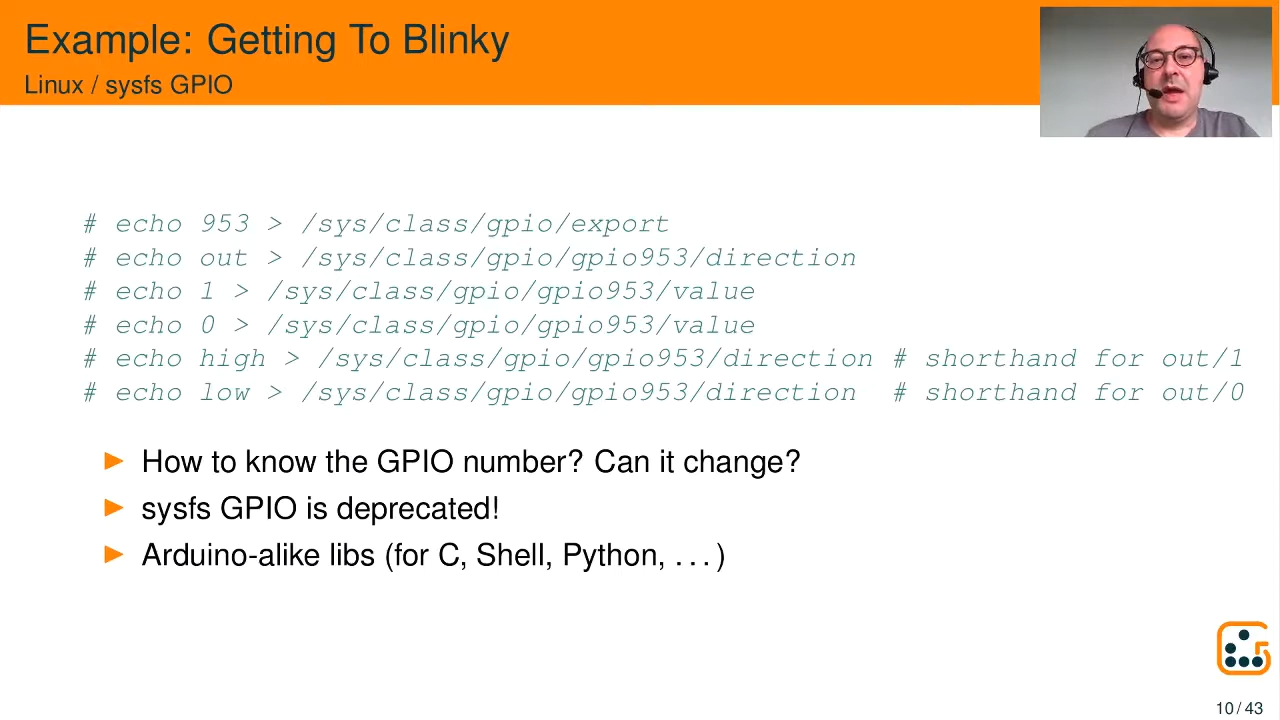 Example: Getting To Blinky
Linux / sysfs GPIO
# echo 953 > /sys/class/gpio/export
# echo out > /sys/class/gpio/gpio953/direction
# echo 1 > /sys/class/gpio/gpio953/value
# echo 0 > /sys/class/gpio/gpio953/value
# echo high > /sys/class/gpio/gpio953/direction # shorthand for out/1
# echo low > /sys/class/gpio/gpio953/direction # shorthand for out/0
▶ How to know the GPIO number? Can it change?
▶ sysfs GPIO is deprecated!
▶ Arduino-alike libs (for C, Shell, Python, ...)
10 / 43